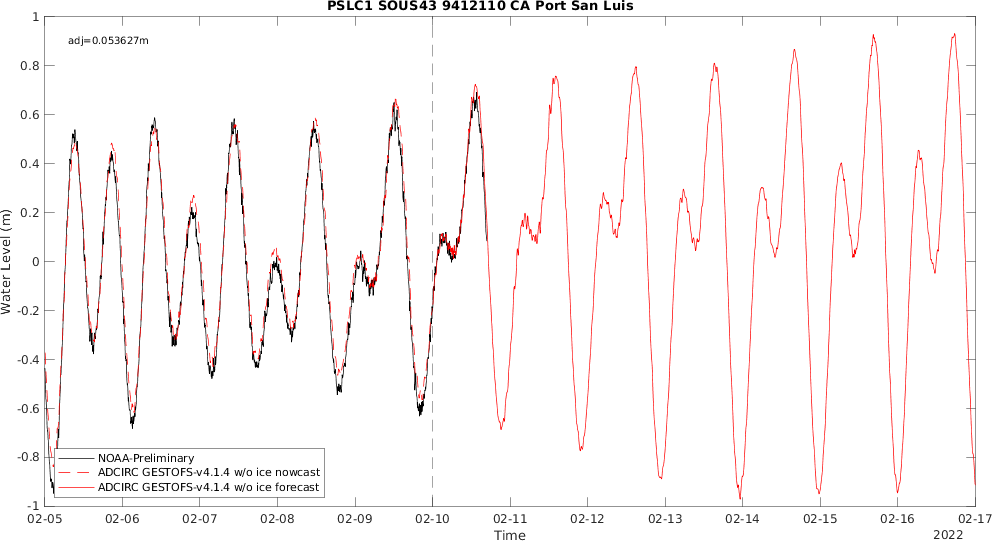 PSLC1 SOUS43 9412110 CA Port San Luis
adj=0.053627m
1
0.8
0.6
0.4
0.2
0
-0.2
-0.4
-0.6
-0.8
-1
Water Level (m)
NOAA-Preliminary
ADCIRC GESTOFS-v4.1.4 w/o ice nowcast
ADCIRC GESTOFS-v4.1.4 w/o ice forecast
02-05 02-06 02-07 02-08 02-09 02-10 02-11 02-12 02-13 02-14 02-15 02-16 02-17
Time
2022